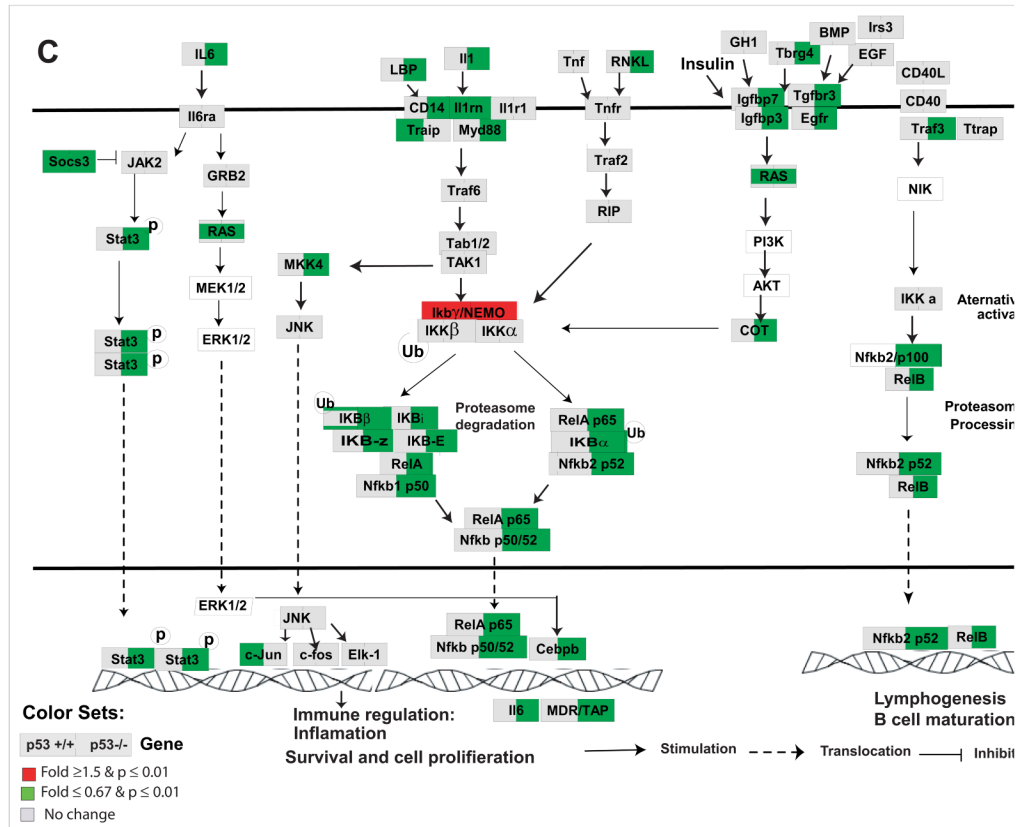 C
IL6
Il6ra
Socs3
JAK2
GRB2
Stat3
p
RAS
MEK1/2
ERK1/2
Stat3
p
Stat3
p
LBP
Il1
CD14
Il1rn
Il1r1
Traip
Myd88
Traf6
Tab1/2
TAK1
MKK4
JNK
Tnf
RNKL
Tnfr
Traf2
RIP
Ikbγ/NEMO
IKKβ
IKKα
Ub
Insulin
GH1
Tbrg4
BMP
Irs3
EGF
Igfbp7
Tgfbr3
Igfbp3
Egfr
RAS
PI3K
AKT
COT
CD40L
CD40
Traf3
Ttrap
NIK
IKK a
Aternativ
activa
Nfkb2/p100
RelB
Proteasom
Processin
Nfkb2 p52
RelB
Ub
IKBβ
IKBi
IKB-z
IKB-E
RelA
Nfkb1 p50
Proteasome
degradation
RelA p65
IKBα
Ub
Nfkb2 p52
RelA p65
Nfkb p50/52
ERK1/2
JNK
p
p
Stat3
Stat3
c-Jun
c-fos
Elk-1
RelA p65
Nfkb p50/52
Cebpb
Nfkb2 p52
RelB
Il6
MDR/TAP
Immune regulation:
Inflamation
Survival and cell prolifieration
Lymphogenesis
B cell maturation
Color Sets:
p53 +/+ p53-/- Gene
Fold ≥1.5 & p ≤ 0.01
Fold ≤ 0.67 & p ≤ 0.01
No change
Stimulation
Translocation
Inhibit